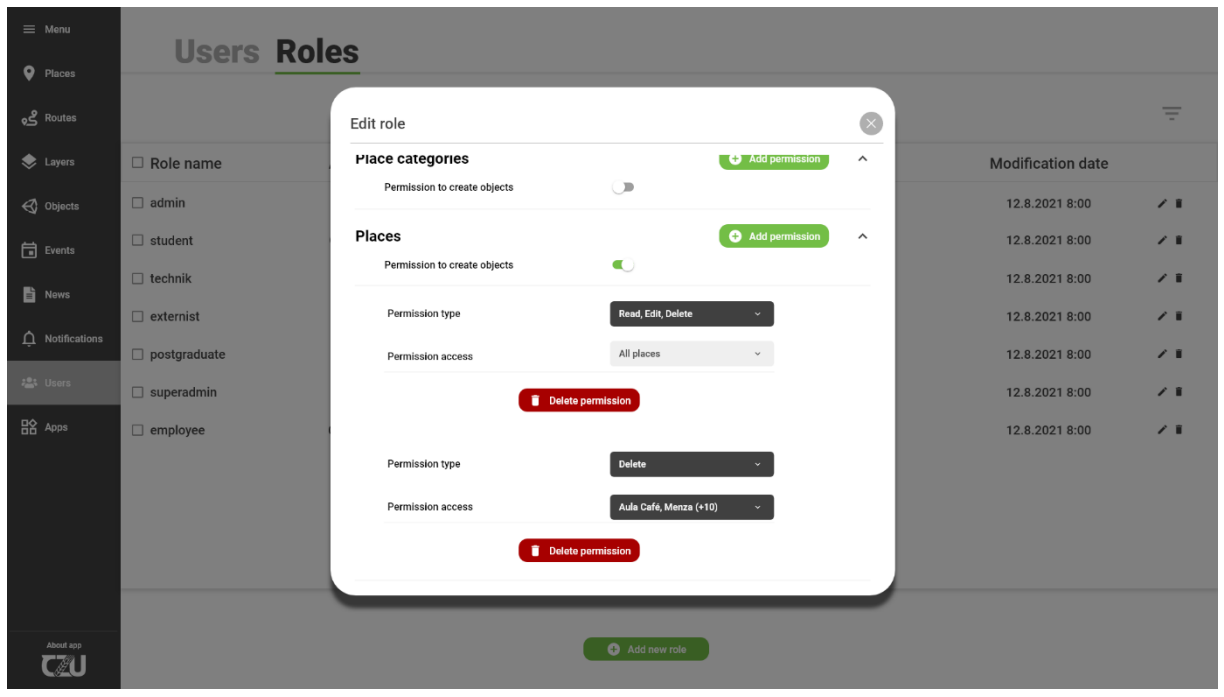 Menu
Places
Routes
Layers
Objects
Events
News
Notifications
Users
Apps
About app
CZU
Users Roles
Role name
Modification date
admin 12.8.2021 8:00
student 12.8.2021 8:00
technik 12.8.2021 8:00
externist 12.8.2021 8:00
postgraduate 12.8.2021 8:00
superadmin 12.8.2021 8:00
employee 12.8.2021 8:00
Edit role
Place categories Add permission
Permission to create objects
Places Add permission
Permission to create objects
Permission type Read, Edit, Delete
Permission access All places
Delete permission
Permission type Delete
Permission access Aula Café, Menza (+10)
Delete permission
Add new role